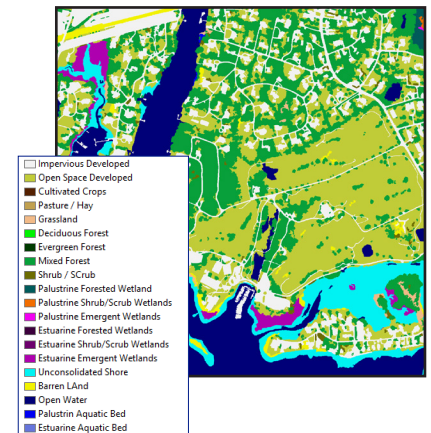 Impervious Developed
Open Space Developed
Cultivated Crops
Pasture / Hay
Grassland
Deciduous Forest
Evergreen Forest
Mixed Forest
Shrub / SCrub
Palustrine Forested Wetland
Palustrine Shrub/Scrub Wetlands
Palustrine Emergent Wetlands
Estuarine Forested Wetlands
Estuarine Shrub/Scrub Wetlands
Estuarine Emergent Wetlands
Unconsolidated Shore
Barren LAnd
Open Water
Palustrin Aquatic Bed
Estuarine Aquatic Bed